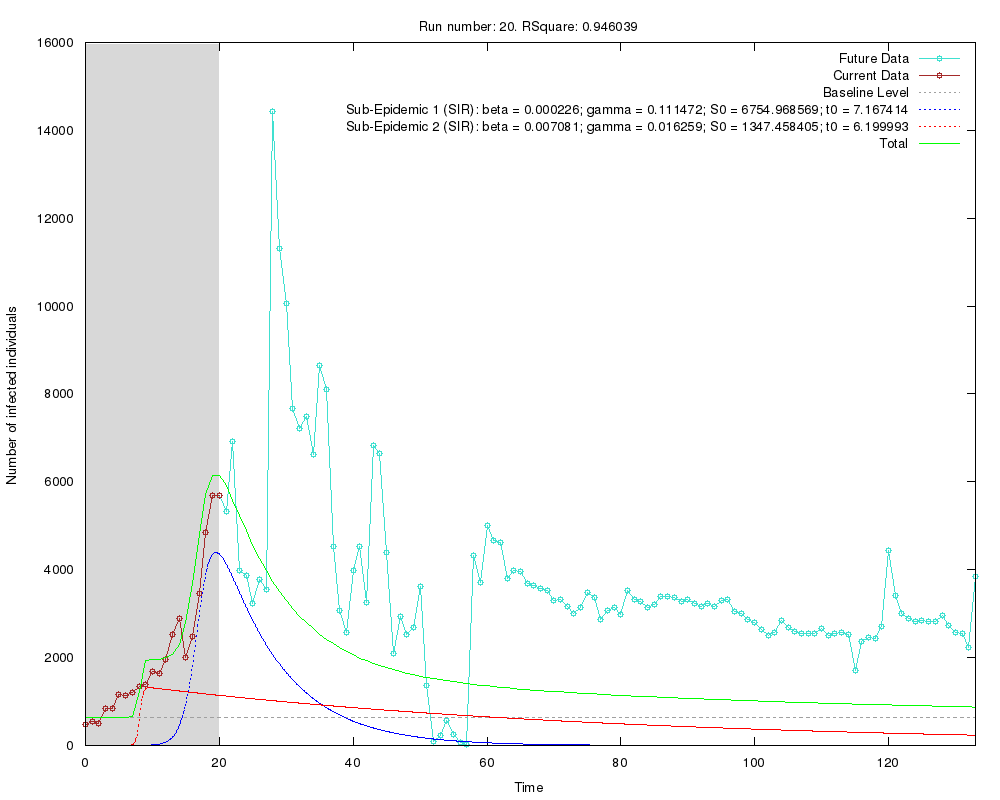 Run number: 20. RSquare: 0.946039
Future Data
Current Data
Baseline Level
Sub-Epidemic 1 (SIR): beta = 0.000226; gamma = 0.111472; S0 = 6754.968569; t0 = 7.167414
Sub-Epidemic 2 (SIR): beta = 0.007081; gamma = 0.016259; S0 = 1347.458405; t0 = 6.199993
Total
Number of infected individuals
16000
14000
12000
10000
8000
6000
4000
2000
0
0 20 40 60 80 100 120
Time